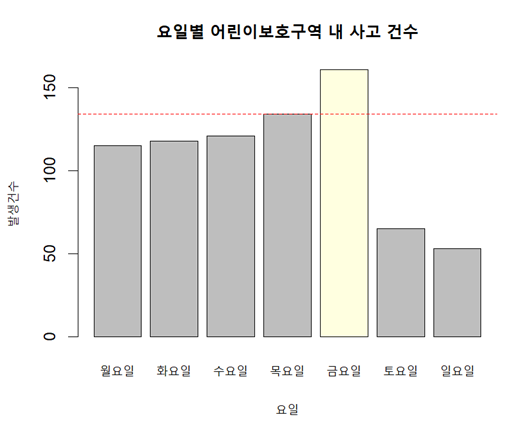 요일별 어린이보호구역 내 사고 건수
발생건수
150
100
50
0
월요일 화요일 수요일 목요일 금요일 토요일 일요일
요일